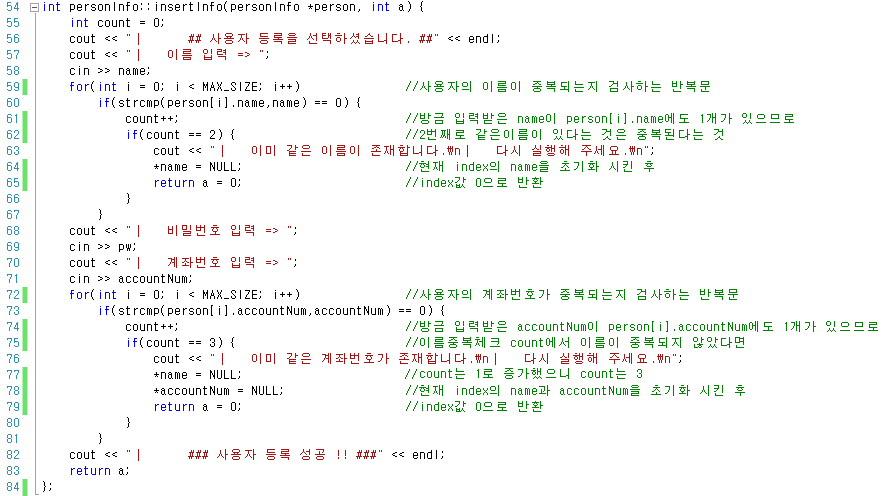 54 int personInfo::insertInfo(personInfo *person, int a) {
55 int count = 0;
56 cout << "| ## 사용자 등록을 선택하셨습니다. ##" << endl;
57 cout << "| 이름 입력 => ";
58 cin >> name;
59 for(int i = 0; i < MAX_SIZE; i++) //사용자의 이름이 중복되는지 검사하는 반복문
60 if(strcmp(person[i].name,name) == 0) {
61 count++; //방금 입력받은 name이 person[i].name에도 1개가 있으므로
62 if(count == 2) { //2번째로 같은이름이 있다는 것은 중복된다는 것
63 cout << "| 이미 같은 이름이 존재합니다.₩n| 다시 실행해 주세요.₩n";
64 *name = NULL; //현재 index의 name을 초기화 시킨 후
65 return a = 0; //index값 0으로 반환
66 }
67 }
68 cout << "| 비밀번호 입력 => ";
69 cin >> pw;
70 cout << "| 계좌번호 입력 => ";
71 cin >> accountNum;
72 for(int i = 0; i < MAX_SIZE; i++) //사용자의 계좌번호가 중복되는지 검사하는 반복문
73 if(strcmp(person[i].accountNum,accountNum) == 0) {
74 count++; //방금 입력받은 accountNum이 person[i].accountNum에도 1개가 있으므로
75 if(count == 3) { //이름중복체크 count에서 이름이 중복되지 않았다면
76 cout << "| 이미 같은 계좌번호가 존재합니다.₩n| 다시 실행해 주세요.₩n";
77 *name = NULL; //count는 1로 증가했으니 count는 3
78 *accountNum = NULL; //현재 index의 name과 accountNum을 초기화 시킨 후
79 return a = 0; //index값 0으로 반환
80 }
81 }
82 cout << "| ### 사용자 등록 성공 !! ###" << endl;
83 return a;
84 };